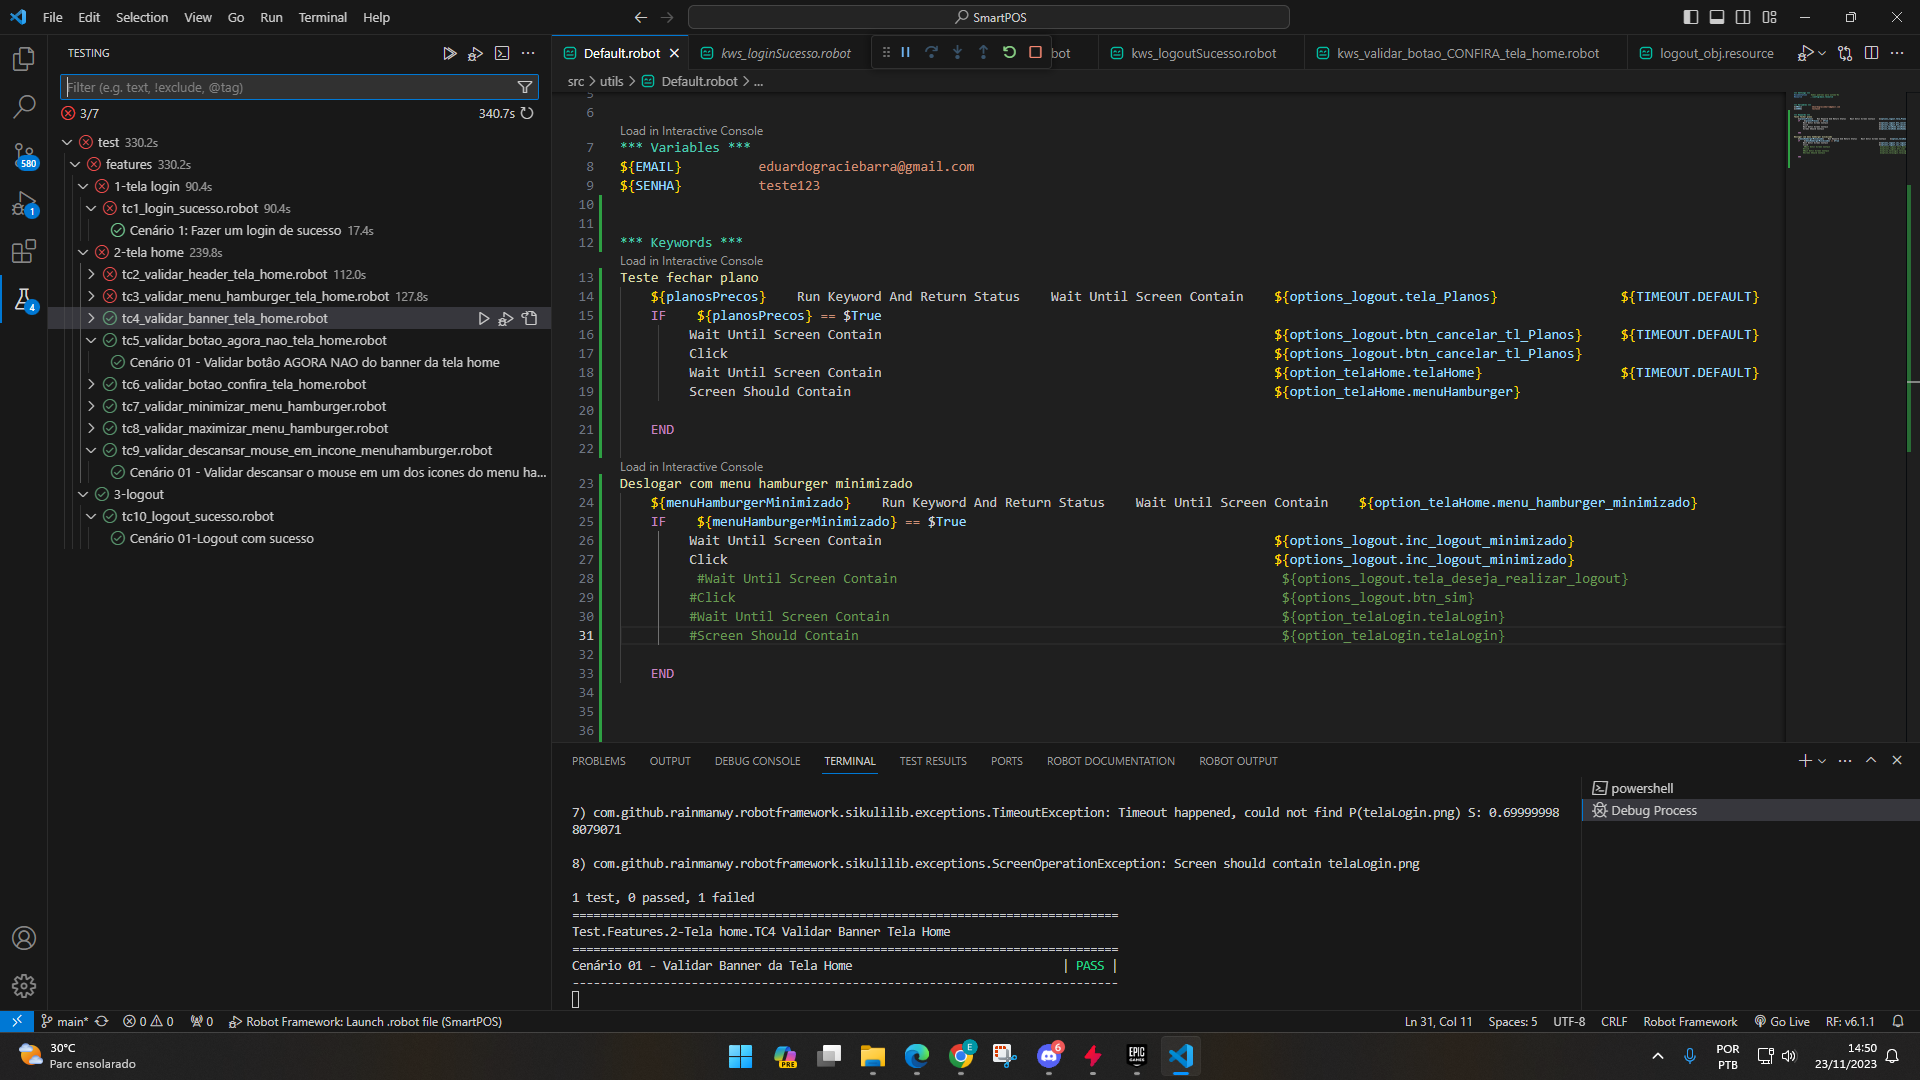 File Edit Selection View Go Run Terminal Help
SmartPOS
TESTING
Filter (e.g. text, !exclude, @tag)
3/7
340.7s
test 330.2s
features 330.2s
1-tela login 90.4s
tc1_login_sucesso.robot 90.4s
Cenário 1: Fazer um login de sucesso 17.4s
2-tela home 239.8s
tc2_validar_header_tela_home.robot 112.0s
tc3_validar_menu_hamburger_tela_home.robot 127.8s
tc4_validar_banner_tela_home.robot
tc5_validar_botao_agora_nao_tela_home.robot
Cenário 01 - Validar botâo AGORA NAO do banner da tela home
tc6_validar_botao_confira_tela_home.robot
tc7_validar_minimizar_menu_hamburger.robot
tc8_validar_maximizar_menu_hamburger.robot
tc9_validar_descansar_mouse_em_incone_menuhamburger.robot
Cenário 01 - Validar descansar o mouse em um dos icones do menu ha...
3-logout
tc10_logout_sucesso.robot
Cenário 01-Logout com sucesso
580
1
4
Default.robot
kws_loginSucesso.robot
bot
kws_logoutSucesso.robot
kws_validar_botao_CONFIRA_tela_home.robot
logout_obj.resource
src > utils > Default.robot > ...
5
6
Load in Interactive Console
7 *** Variables ***
8 ${EMAIL} eduardograciebarra@gmail.com
9 ${SENHA} teste123
10
11
12 *** Keywords ***
Load in Interactive Console
13 Teste fechar plano
14 ${planosPrecos} Run Keyword And Return Status Wait Until Screen Contain ${options_logout.tela_Planos} ${TIMEOUT.DEFAULT}
15 IF ${planosPrecos} == $True
16 Wait Until Screen Contain ${options_logout.btn_cancelar_tl_Planos} ${TIMEOUT.DEFAULT}
17 Click ${options_logout.btn_cancelar_tl_Planos}
18 Wait Until Screen Contain ${option_telaHome.telaHome} ${TIMEOUT.DEFAULT}
19 Screen Should Contain ${option_telaHome.menuHamburger}
20
21 END
22
Load in Interactive Console
23 Deslogar com menu hamburger minimizado
24 ${menuHamburgerMinimizado} Run Keyword And Return Status Wait Until Screen Contain ${option_telaHome.menu_hamburger_minimizado}
25 IF ${menuHamburgerMinimizado} == $True
26 Wait Until Screen Contain ${options_logout.inc_logout_minimizado}
27 Click ${options_logout.inc_logout_minimizado}
28 #Wait Until Screen Contain ${options_logout.tela_deseja_realizar_logout}
29 #Click ${options_logout.btn_sim}
30 #Wait Until Screen Contain ${option_telaLogin.telaLogin}
31 #Screen Should Contain ${option_telaLogin.telaLogin}
32
33 END
34
35
36
PROBLEMS OUTPUT DEBUG CONSOLE TERMINAL TEST RESULTS PORTS ROBOT DOCUMENTATION ROBOT OUTPUT
7) com.github.rainmanwy.robotframework.sikulilib.exceptions.TimeoutException: Timeout happened, could not find P(telaLogin.png) S: 0.69999998
8079071
8) com.github.rainmanwy.robotframework.sikulilib.exceptions.ScreenOperationException: Screen should contain telaLogin.png
1 test, 0 passed, 1 failed
==============================================================================
Test.Features.2-Tela home.TC4 Validar Banner Tela Home
==============================================================================
Cenário 01 - Validar Banner da Tela Home | PASS |
------------------------------------------------------------------------------
powershell
Debug Process
main* 0 0 0 Robot Framework: Launch .robot file (SmartPOS)
Ln 31, Col 11 Spaces: 5 UTF-8 CRLF Robot Framework Go Live RF: v6.1.1
30°C
Parc ensolarado
PRE
E
6
EPIC GAMES
POR
PTB
14:50
23/11/2023